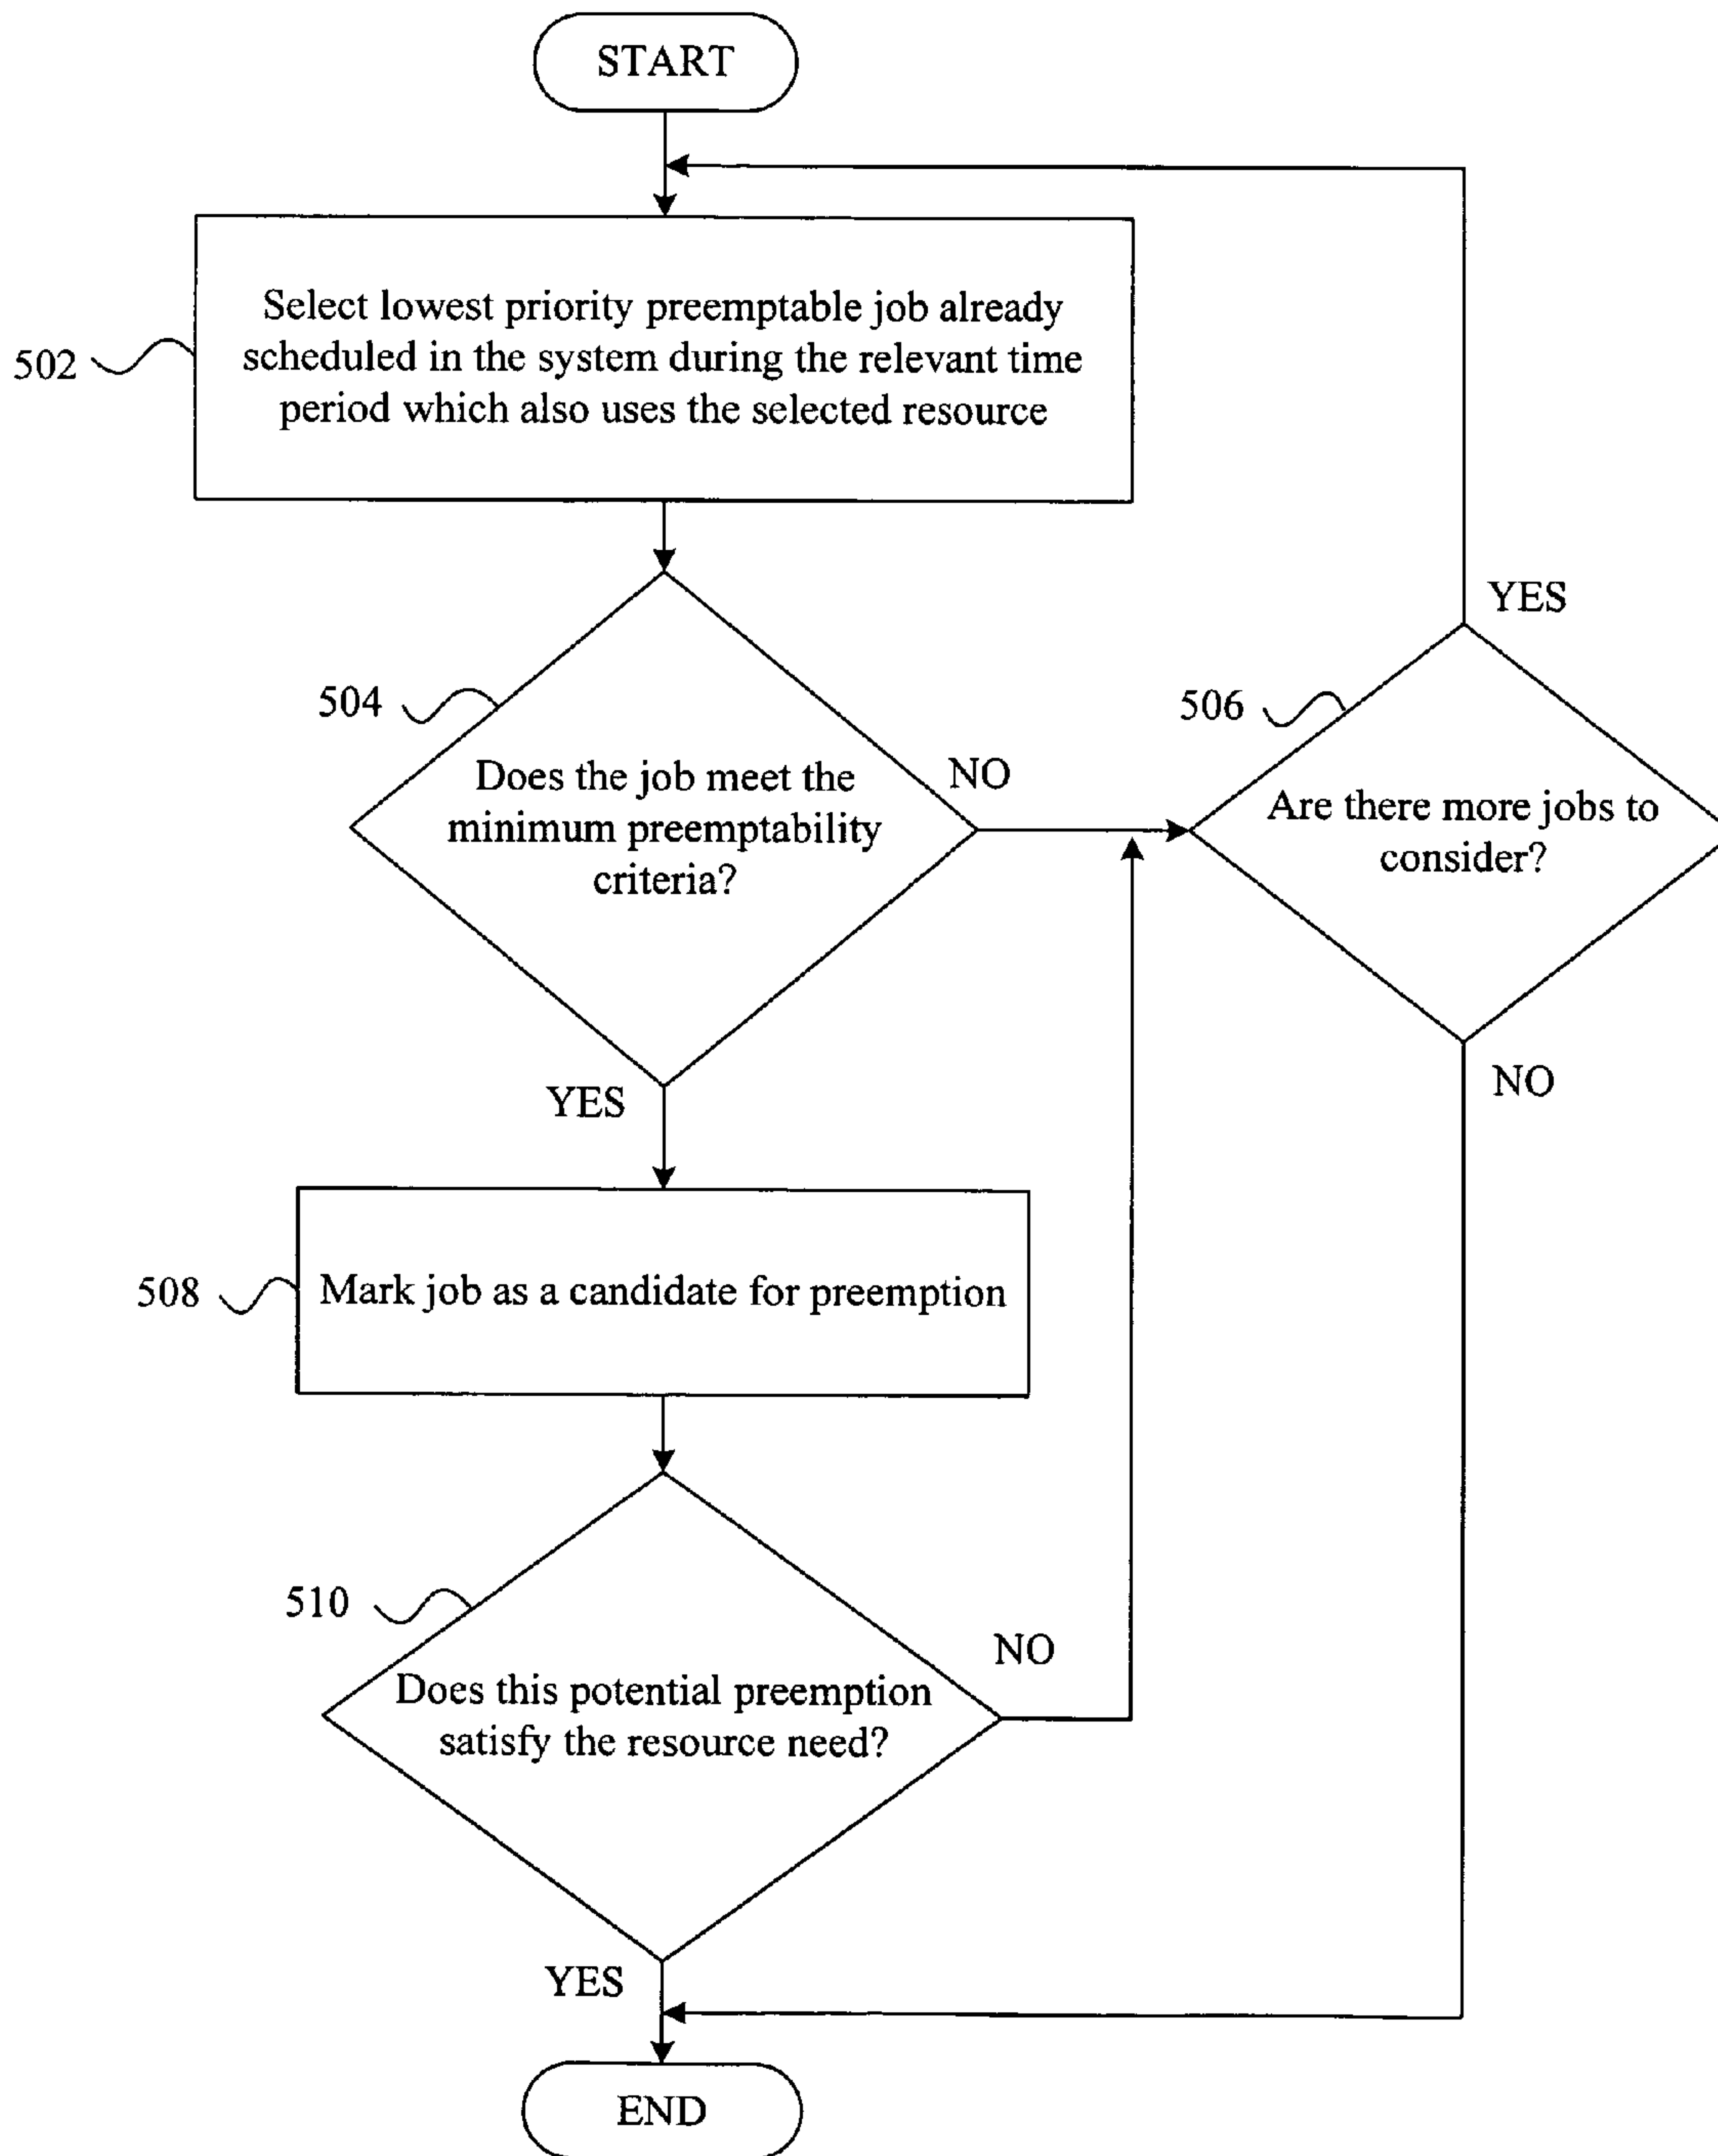 START
502
Select lowest priority preemptable job already
scheduled in the system during the relevant time
period which also uses the selected resource
504
Does the job meet the
minimum preemptability
criteria?
NO
YES
506
Are there more jobs to
consider?
YES
NO
508
Mark job as a candidate for preemption
510
Does this potential preemption
satisfy the resource need?
NO
YES
END